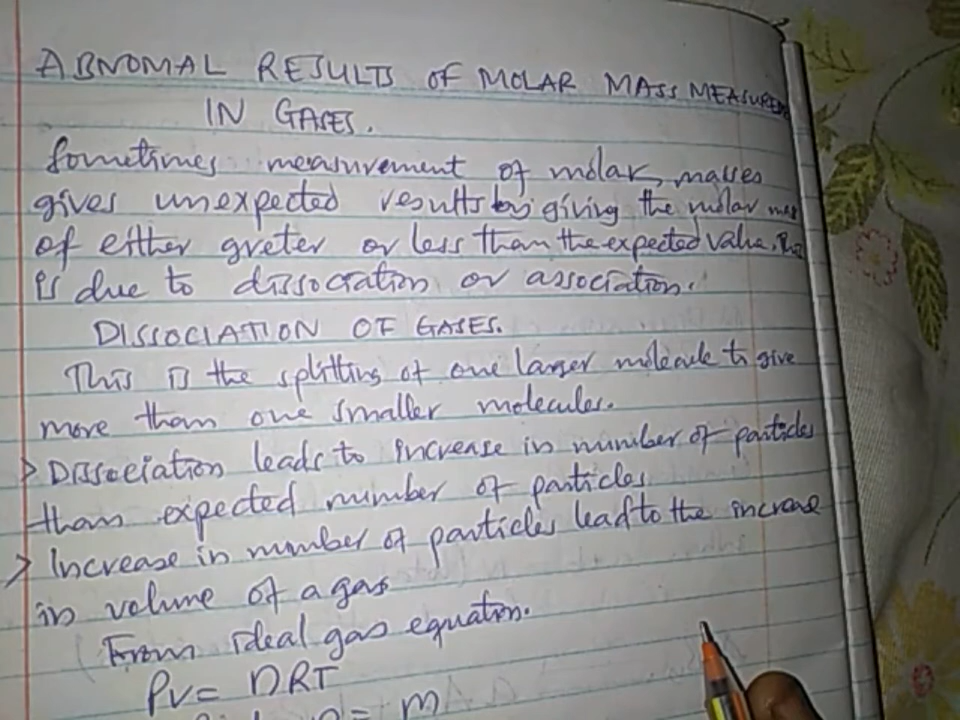 ABNOMAL RESULTS OF MOLAR MASS MEASUREM
IN GASES.
Sometimes measurement of molar masses
gives unexpected results by giving the molar mas
of either greter or less than the expected value. This
is due to dissociation or association.
DISSOCIATION OF GASES.
This is the splitting of one larger molecule to give
more than one smaller molecules.
> Dissociation leads to increase in number of particles
than expected number of particles
> Increase in number of particles lead to the increase
in volume of a gas
(From ideal gas equation.
PV = nRT
n = m